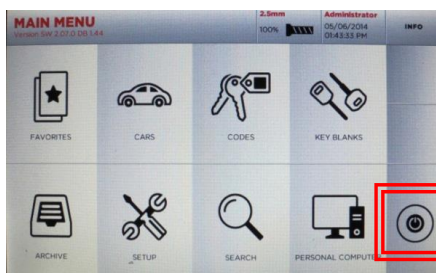 MAIN MENU
Version SW 2.07.0 DB 1.44
2.5mm
100%
Administrator
05/06/2014
01:43:33 PM
INFO
FAVORITES
CARS
CODES
KEY BLANKS
ARCHIVE
SETUP
SEARCH
PERSONAL COMPUTER